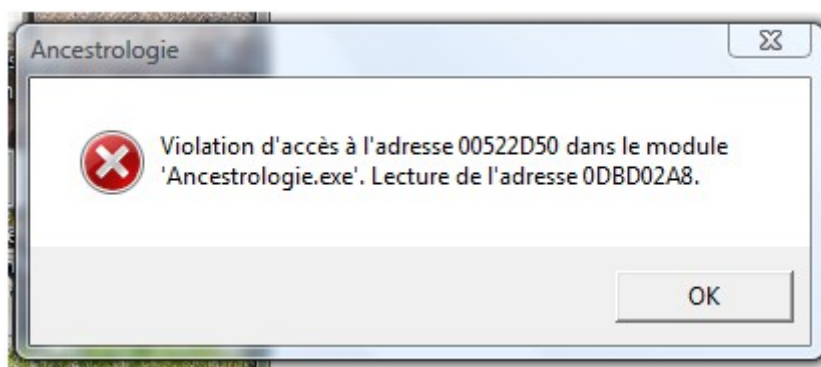 Ancestrologie
Violation d'accès à l'adresse 00522D50 dans le module
'Ancestrologie.exe'. Lecture de l'adresse 0DBD02A8.
OK